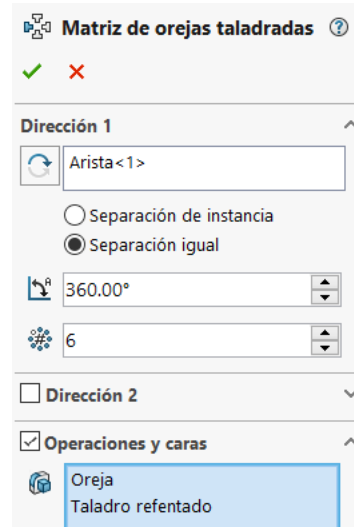 Matriz de orejas taladradas
Dirección 1
Arista<1>
Separación de instancia
Separación igual
360.00°
6
Dirección 2
Operaciones y caras
Oreja
Taladro refentado